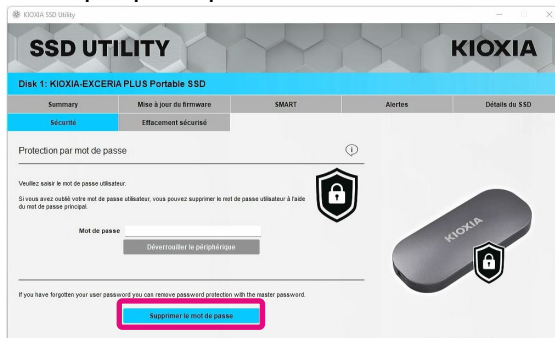 KIOXIA SSD Utility
SSD UTILITY
KIOXIA
Disk 1: KIOXIA-EXCERIA PLUS Portable SSD
Summary
Mise à jour du firmware
SMART
Alertes
Détails du SSD
Sécurité
Effacement sécurisé
Protection par mot de passe
Veuillez saisir le mot de passe utilisateur.
Si vous avez oublié votre mot de passe utilisateur, vous pouvez supprimer le mot de passe utilisateur à l'aide
du mot de passe principal.
Mot de passe
Déverrouiller le périphérique
KIOXIA
If you have forgotten your user password you can remove password protection with the master password.
Supprimer le mot de passe